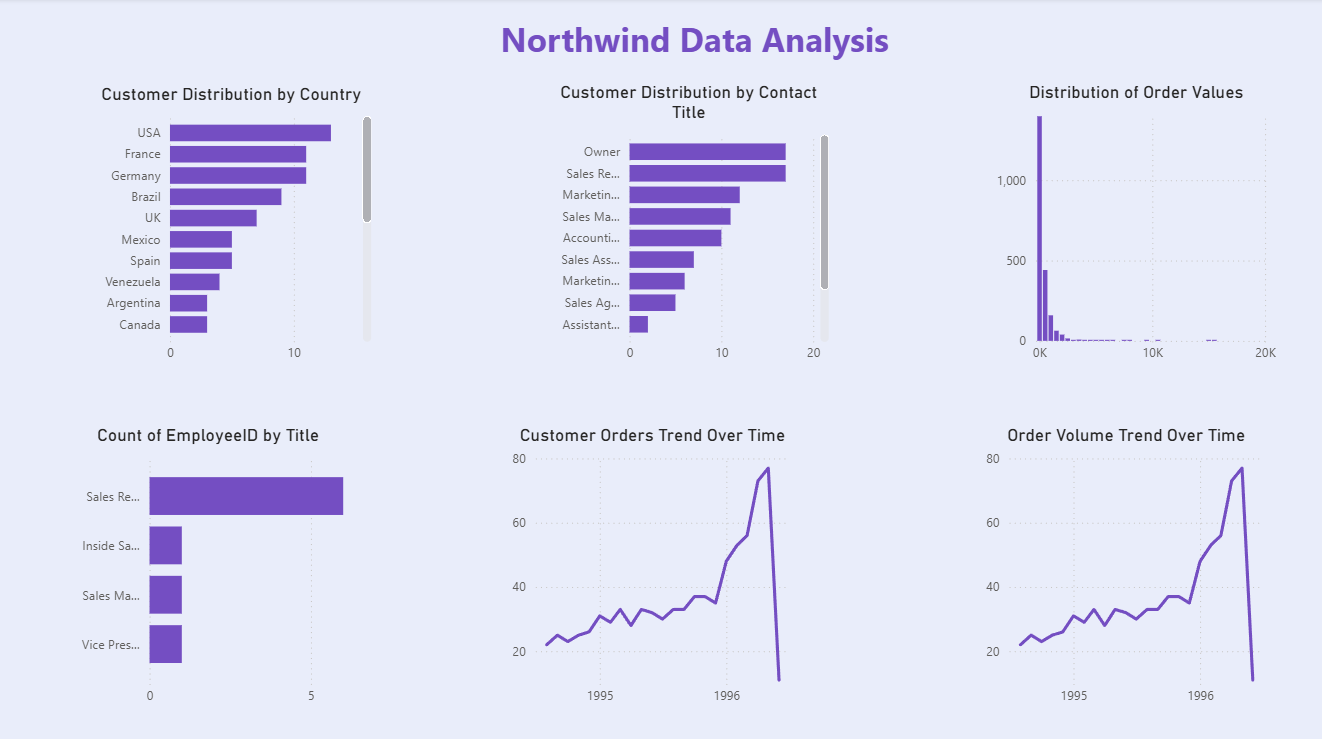 Northwind Data Analysis
Customer Distribution by Country
USA
France
Germany
Brazil
UK
Mexico
Spain
Venezuela
Argentina
Canada
0 10
Customer Distribution by Contact
Title
Owner
Sales Re...
Marketin...
Sales Ma...
Accounti...
Sales Ass...
Marketin...
Sales Ag...
Assistant...
0 10 20
Distribution of Order Values
1,000
500
0
0K 10K 20K
Count of EmployeeID by Title
Sales Re...
Inside Sa...
Sales Ma...
Vice Pres...
0 5
Customer Orders Trend Over Time
80
60
40
20
1995 1996
Order Volume Trend Over Time
80
60
40
20
1995 1996